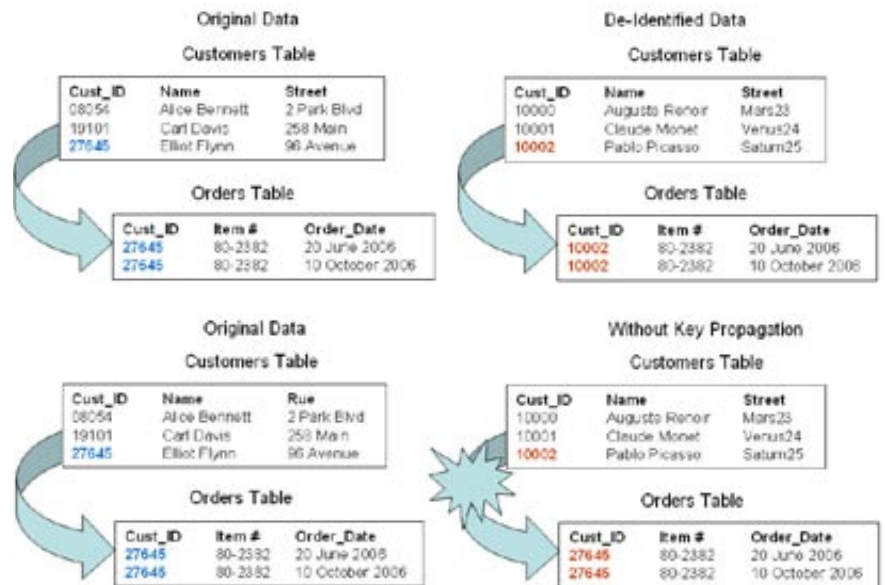 Original Data
Customers Table
Cust_ID Name Street
08054 Alice Bennett 2 Park Blvd
19101 Carl Davis 258 Main
27645 Elliot Flynn 96 Avenue
Orders Table
Cust_ID Item # Order_Date
27645 80-2382 20 June 2006
27645 80-2382 10 October 2006
De-Identified Data
Customers Table
Cust_ID Name Street
10000 Auguste Renoir Mars23
10001 Claude Monet Venus24
10002 Pablo Picasso Saturn25
Orders Table
Cust_ID Item # Order_Date
10002 80-2382 20 June 2006
10002 80-2382 10 October 2006
Original Data
Customers Table
Cust_ID Name Rue
08054 Alice Bennett 2 Park Blvd
19101 Carl Davis 258 Main
27645 Elliot Flynn 96 Avenue
Orders Table
Cust_ID Item # Order_Date
27645 80-2382 20 June 2006
27645 80-2382 10 October 2006
Without Key Propagation
Customers Table
Cust_ID Name Street
10000 Auguste Renoir Mars23
10001 Claude Monet Venus24
10002 Pablo Picasso Saturn25
Orders Table
Cust_ID Item # Order_Date
27645 80-2382 20 June 2006
27645 80-2382 10 October 2006